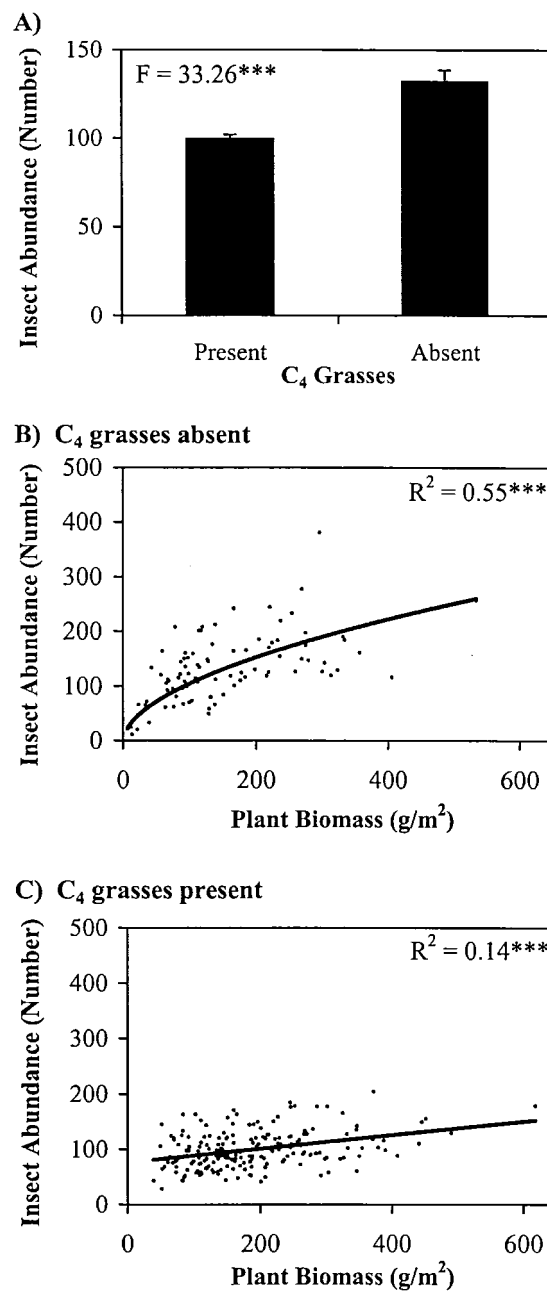 A)
F = 33.26***
150
100
50
0
Insect Abundance (Number)
Present Absent
C₄ Grasses
B) C₄ grasses absent
R² = 0.55***
500
400
300
200
100
0
Insect Abundance (Number)
0 200 400 600
Plant Biomass (g/m²)
C) C₄ grasses present
R² = 0.14***
500
400
300
200
100
0
Insect Abundance (Number)
0 200 400 600
Plant Biomass (g/m²)